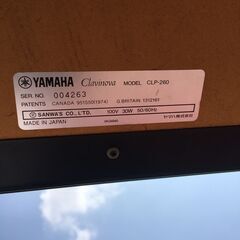 YAMAHA Clavinova MODEL CLP-260
SER. NO. 004263
PATENTS CANADA 951550(1974) G.BRITAIN 1312167
SANWA'S CO., LTD. 100V 30W 50/60Hz
MADE IN JAPAN